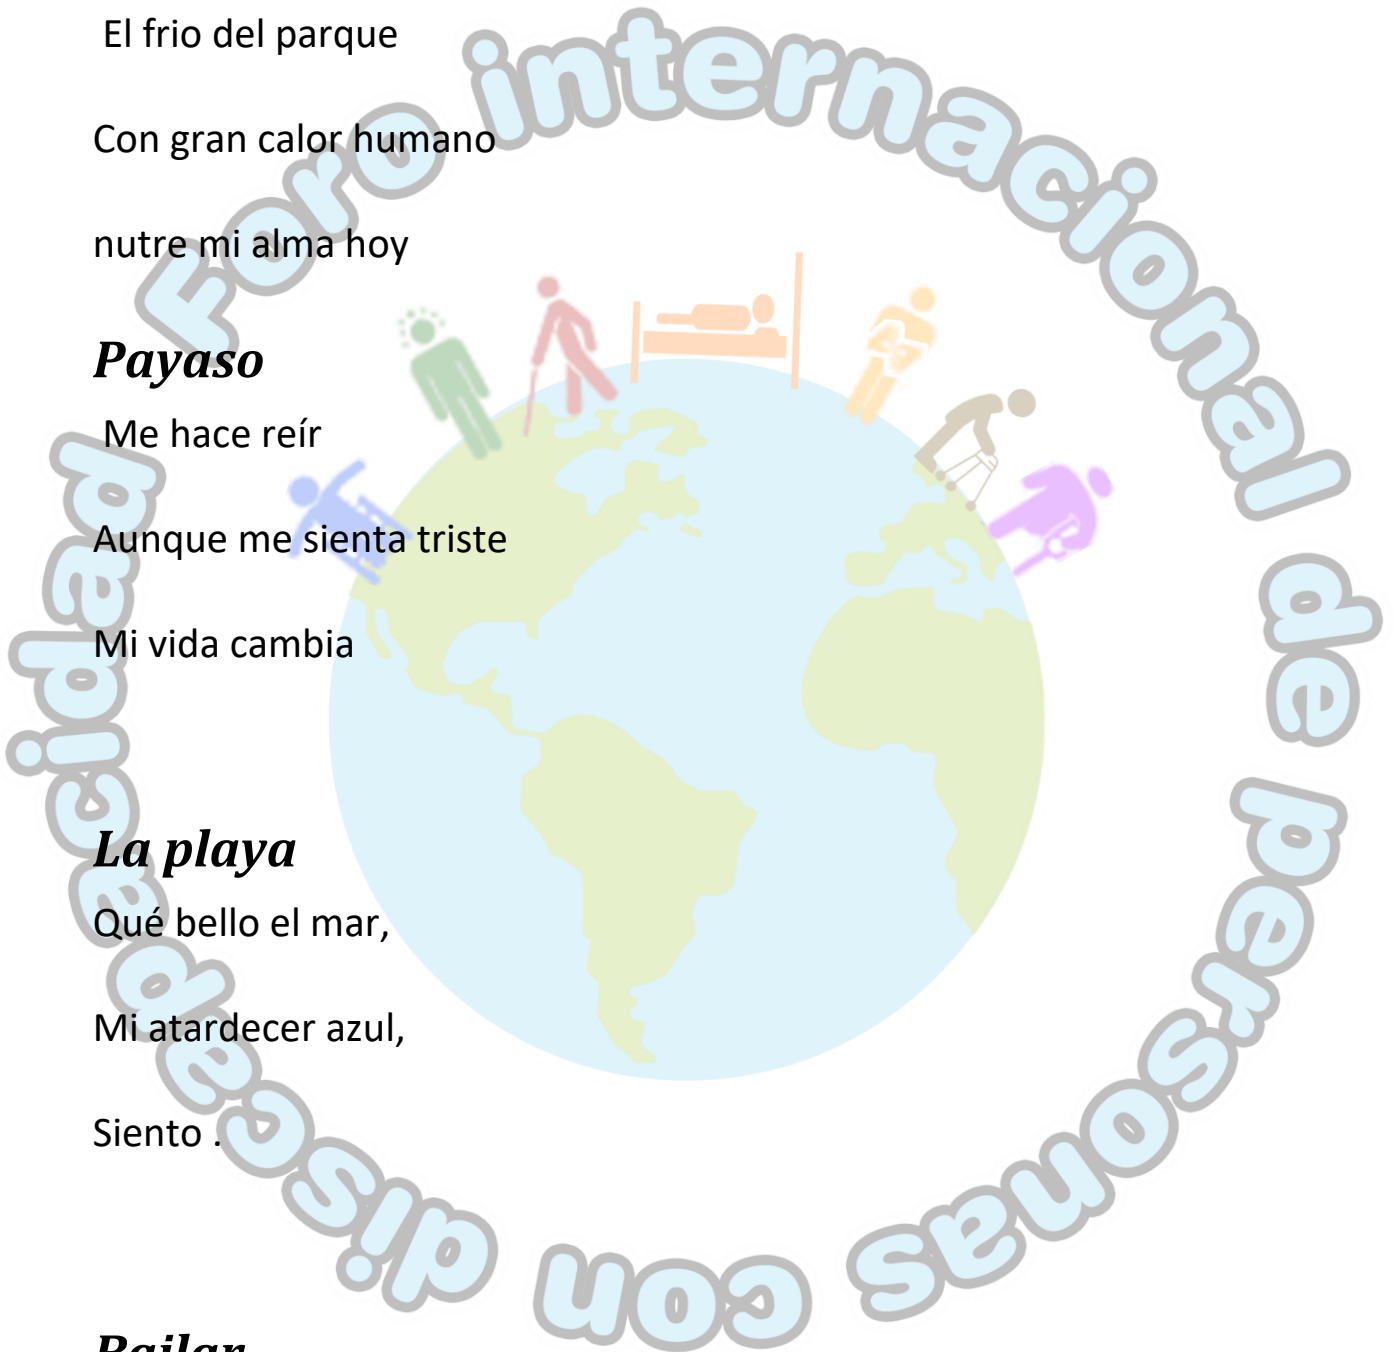 El frio del parque
Con gran calor humano
nutre mi alma hoy
Payaso
Me hace reír
Aunque me sienta triste
Mi vida cambia
La playa
Qué bello el mar,
Mi atardecer azul,
Siento .
Bailar
Foro internacional de personas con discapacidad